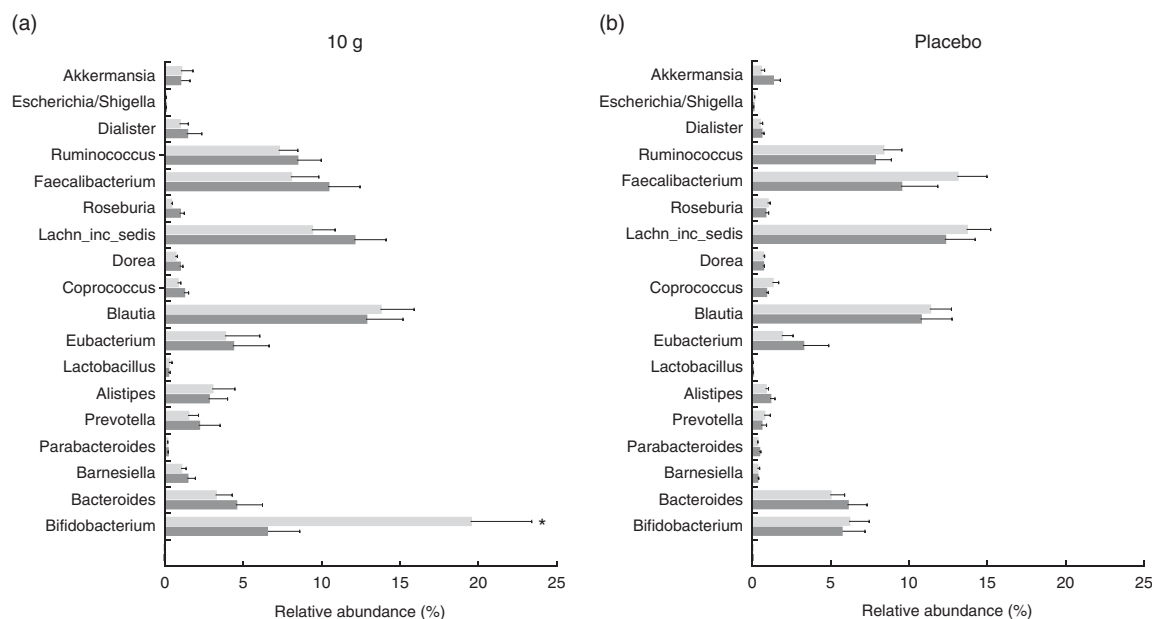 (a)
10 g
Akkermansia
Escherichia/Shigella
Dialister
Ruminococcus
Faecalibacterium
Roseburia
Lachn_inc_sedis
Dorea
Coprococcus
Blautia
Eubacterium
Lactobacillus
Alistipes
Prevotella
Parabacteroides
Barnesiella
Bacteroides
Bifidobacterium
*
0 5 10 15 20 25
Relative abundance (%)
(b)
Placebo
Akkermansia
Escherichia/Shigella
Dialister
Ruminococcus
Faecalibacterium
Roseburia
Lachn_inc_sedis
Dorea
Coprococcus
Blautia
Eubacterium
Lactobacillus
Alistipes
Prevotella
Parabacteroides
Barnesiella
Bacteroides
Bifidobacterium
0 5 10 15 20 25
Relative abundance (%)